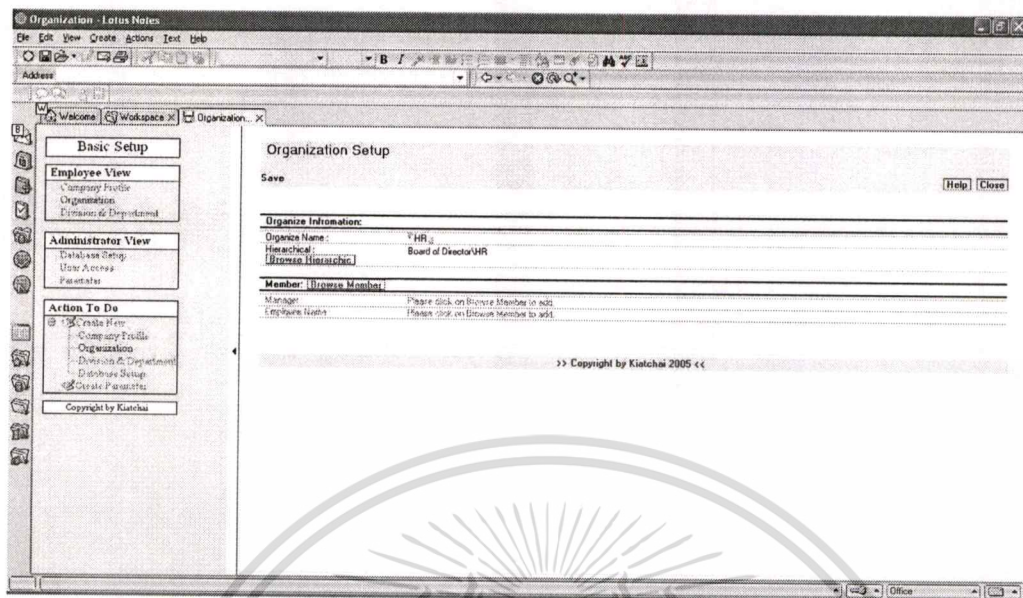 Organization - Lotus Notes
File Edit View Create Actions Text Help
B I
Address
Welcome Workspace Organization...
Basic Setup
Employee View
Company Profile
Organization
Division & Department
Administrator View
Database Setup
User Access
Parameter
Action To Do
Create New
Company Profile
Organization
Division & Department
Database Setup
Create Parameter
Copyright by Kiatchai
Organization Setup
Save
Help Close
Organize Infromation:
Organize Name : HR
Hierarchical : Board of Director\HR
Browse Hierarchic
Member: Browse Member
Manager Please click on Browse Member to add.
Employee Name Please click on Browse Member to add.
>> Copyright by Kiatchai 2005 <<
Office